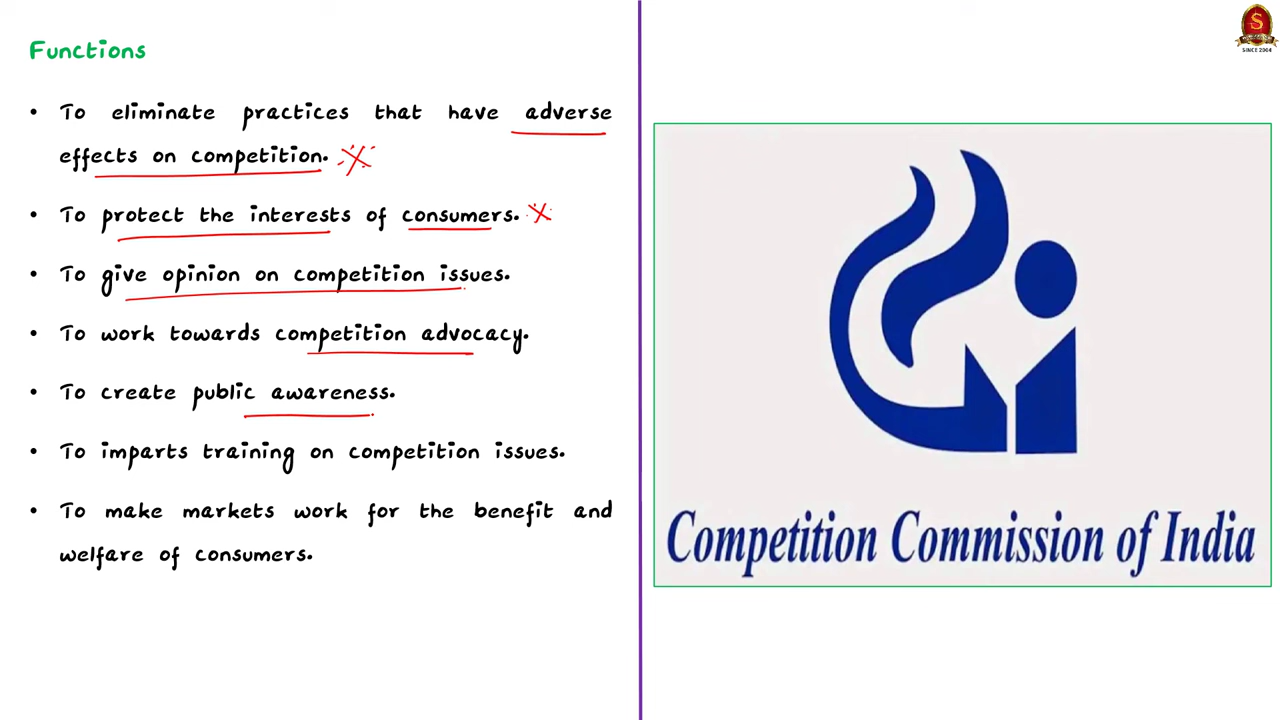 Functions
• To eliminate practices that have adverse
effects on competition.
• To protect the interests of consumers.
• To give opinion on competition issues.
• To work towards competition advocacy.
• To create public awareness.
• To imparts training on competition issues.
• To make markets work for the benefit and
welfare of consumers.
Competition Commission of India
S
SINCE 2004